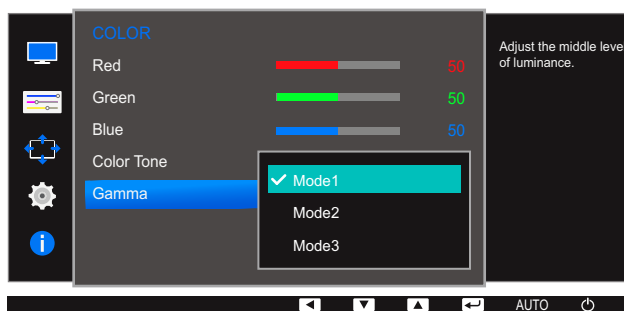 COLOR
Red 50
Green 50
Blue 50
Color Tone
Gamma
Mode1
Mode2
Mode3
Adjust the middle leve
of luminance.
AUTO